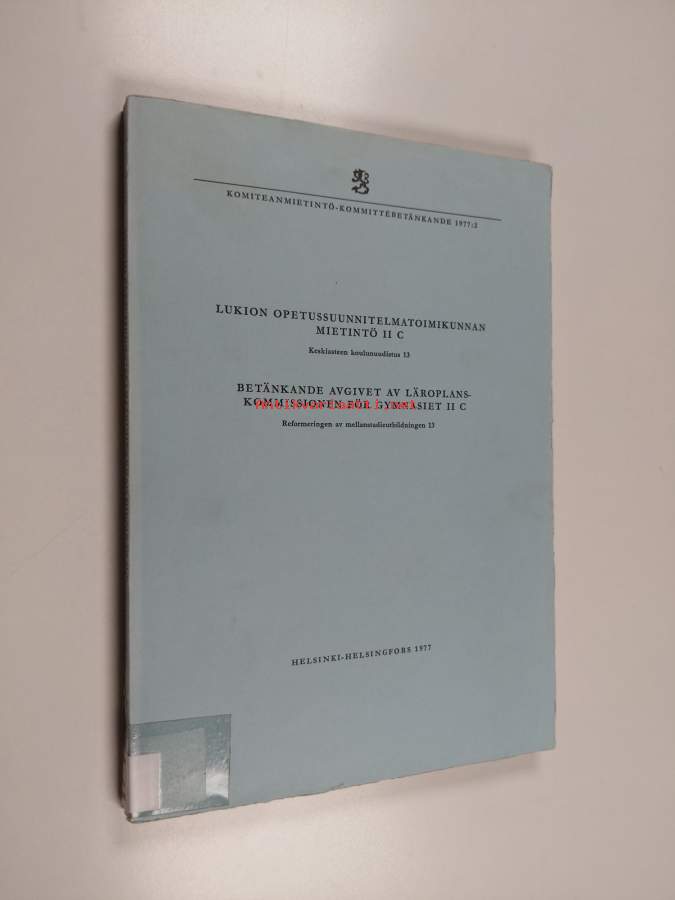 KOMITEANMIETINTÖ-KOMMITTÉBETÄNKANDE 1977:2
LUKION OPETUSSUUNNITELMATOIMIKUNNAN
MIETINTÖ II C
Keskiasteen koulunuudistus 13
BETÄNKANDE AVGIVET AV LÄROPLANS-
KOMMISSIONEN FÖR GYMNASIET II C
Reformeringen av mellanstadieutbildningen 13
HELSINKI-HELSINGFORS 1977